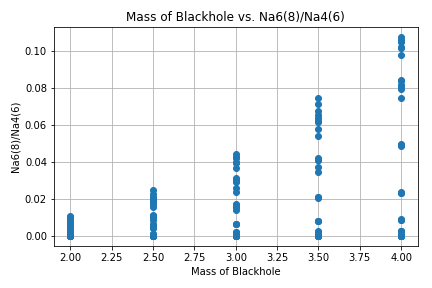 Mass of Blackhole vs. Na6(8)/Na4(6)
Na6(8)/Na4(6)
0.10
0.08
0.06
0.04
0.02
0.00
2.00 2.25 2.50 2.75 3.00 3.25 3.50 3.75 4.00
Mass of Blackhole